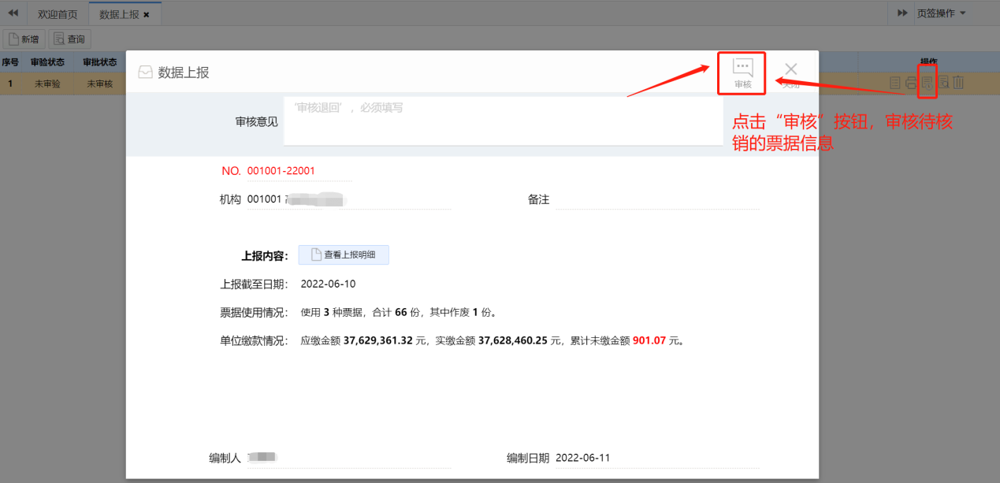 欢迎首页 数据上报 页签操作
新增 查询
序号 审验状态 审批状态 操作
1 未审验 未审核
数据上报 审核 关闭
审核意见 '审核退回'，必须填写
点击“审核”按钮，审核待核
销的票据信息
NO. 001001-22001
机构 001001 备注
上报内容： 查看上报明细
上报截至日期： 2022-06-10
票据使用情况： 使用 3 种票据，合计 66 份，其中作废 1 份。
单位缴款情况： 应缴金额 37,629,361.32 元，实缴金额 37,628,460.25 元，累计未缴金额 901.07 元。
编制人 编制日期 2022-06-11